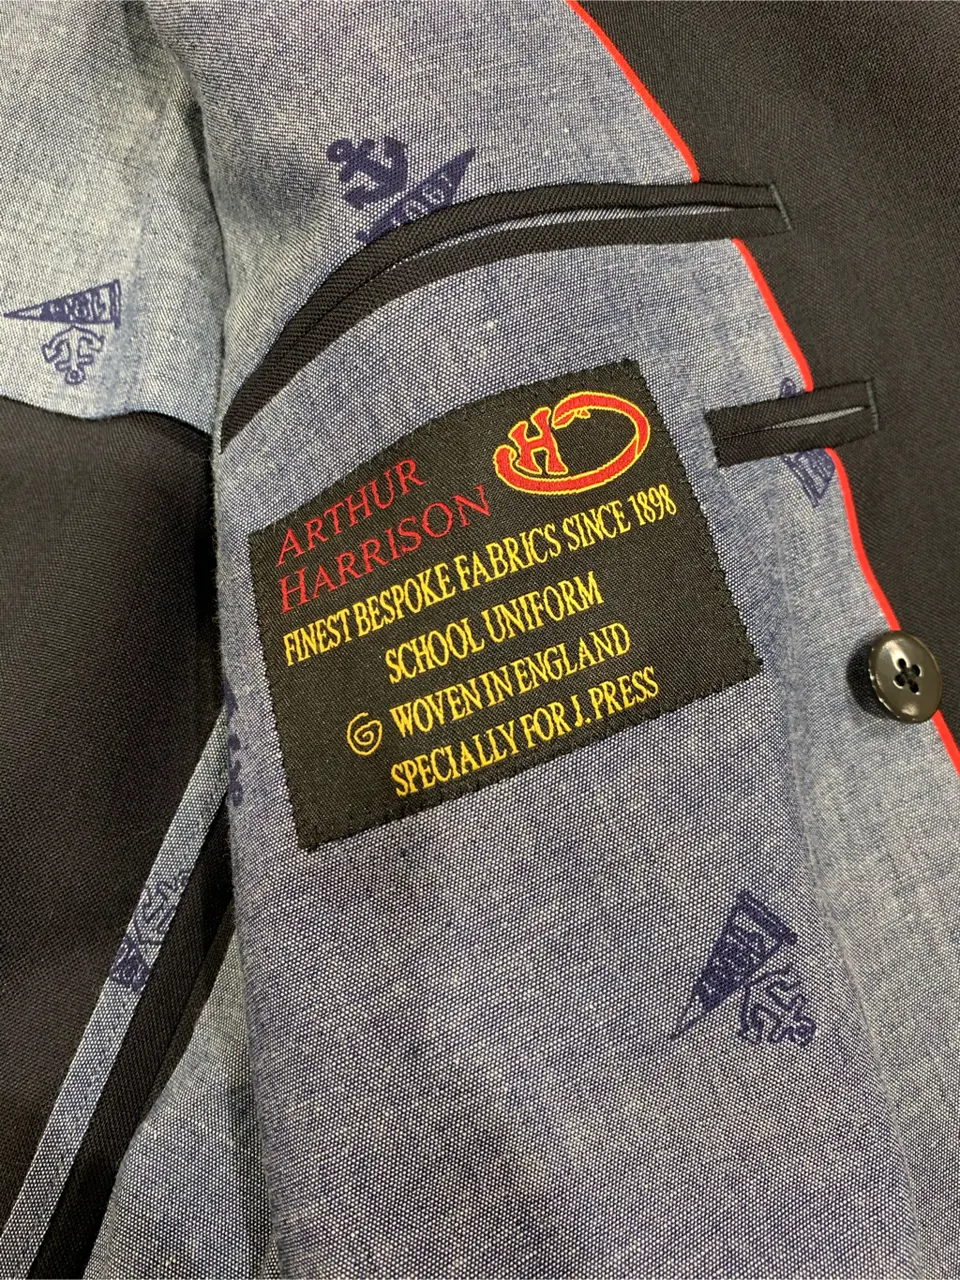 H
ARTHUR
HARRISON
FINEST BESPOKE FABRICS SINCE 1898
SCHOOL UNIFORM
WOVEN IN ENGLAND
SPECIALLY FOR J. PRESS